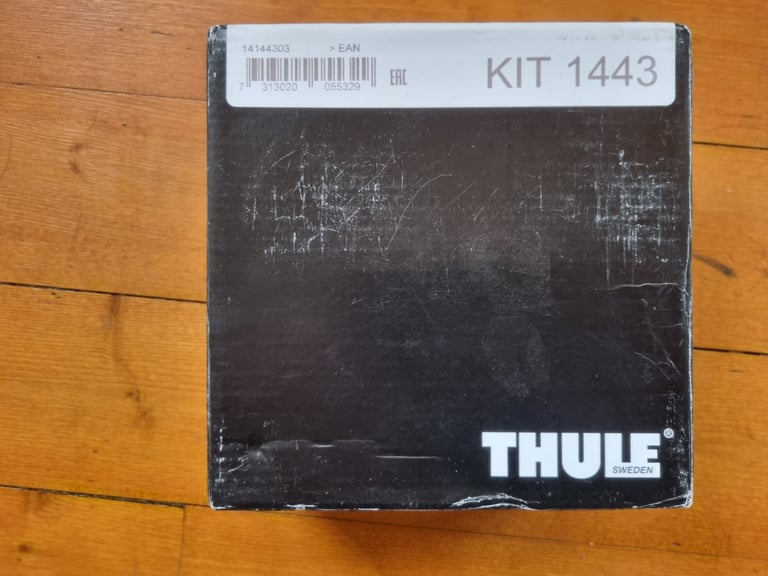 14144303 > EAN
KIT 1443
7 313020 055329
EAC
THULE®
SWEDEN